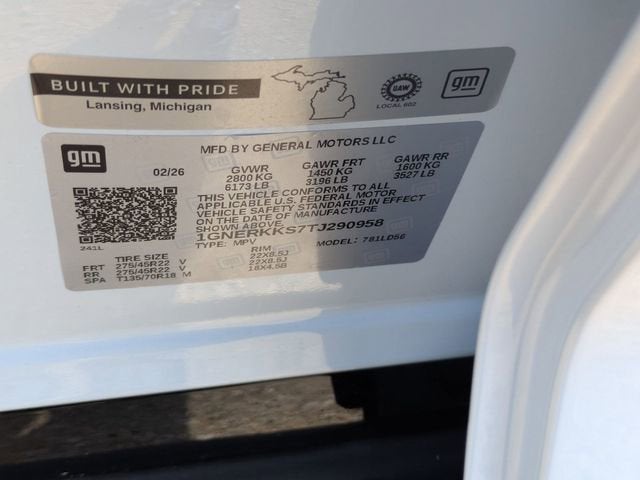 BUILT WITH PRIDE
Lansing, Michigan
UAW
LOCAL 602
gm
gm
MFD BY GENERAL MOTORS LLC
02/26
GVWR GAWR FRT GAWR RR
2800 KG 1450 KG 1600 KG
6173 LB 3196 LB 3527 LB
THIS VEHICLE CONFORMS TO ALL
APPLICABLE U.S. FEDERAL MOTOR
VEHICLE SAFETY STANDARDS IN EFFECT
ON THE DATE OF MANUFACTURE
1GNERKKS7TJ290958
TYPE: MPV MODEL: 781LD56
241L
TIRE SIZE RIM
FRT 275/45R22 V 22X8.5J
RR 275/45R22 V 22X8.5J
SPA T135/70R18 M 18X4.5B